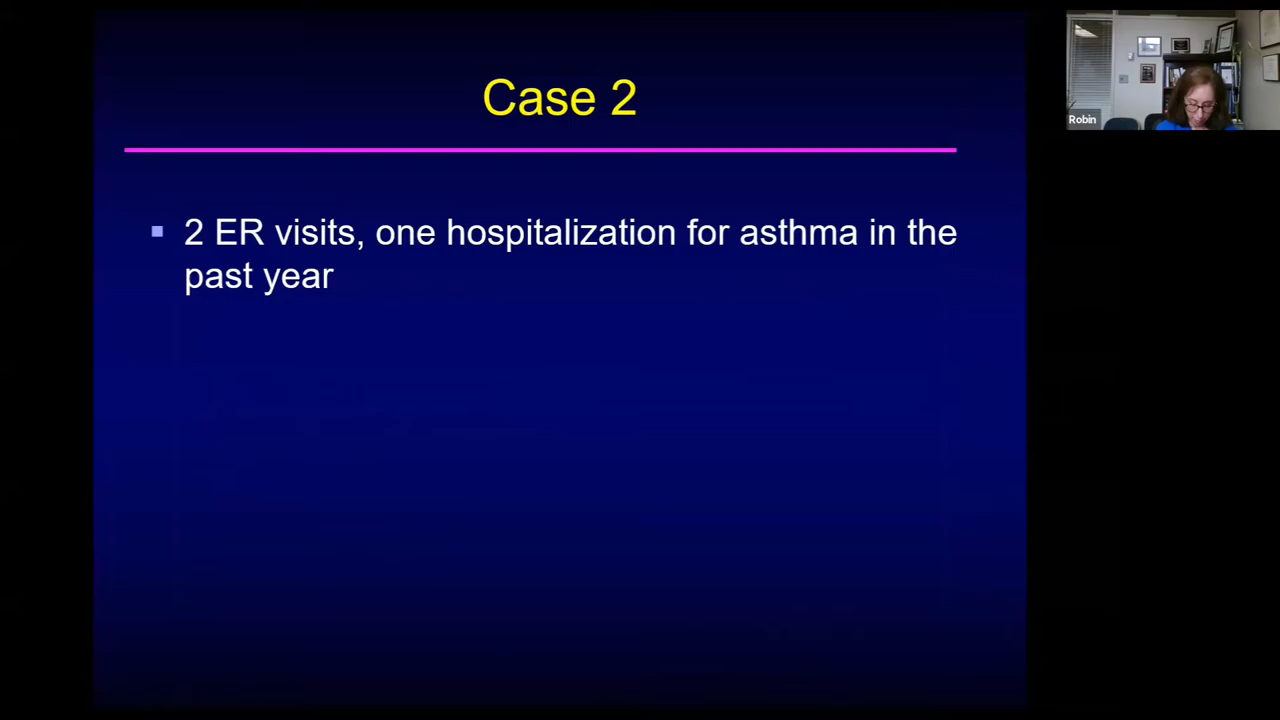 Case 2
2 ER visits, one hospitalization for asthma in the
past year
Robin